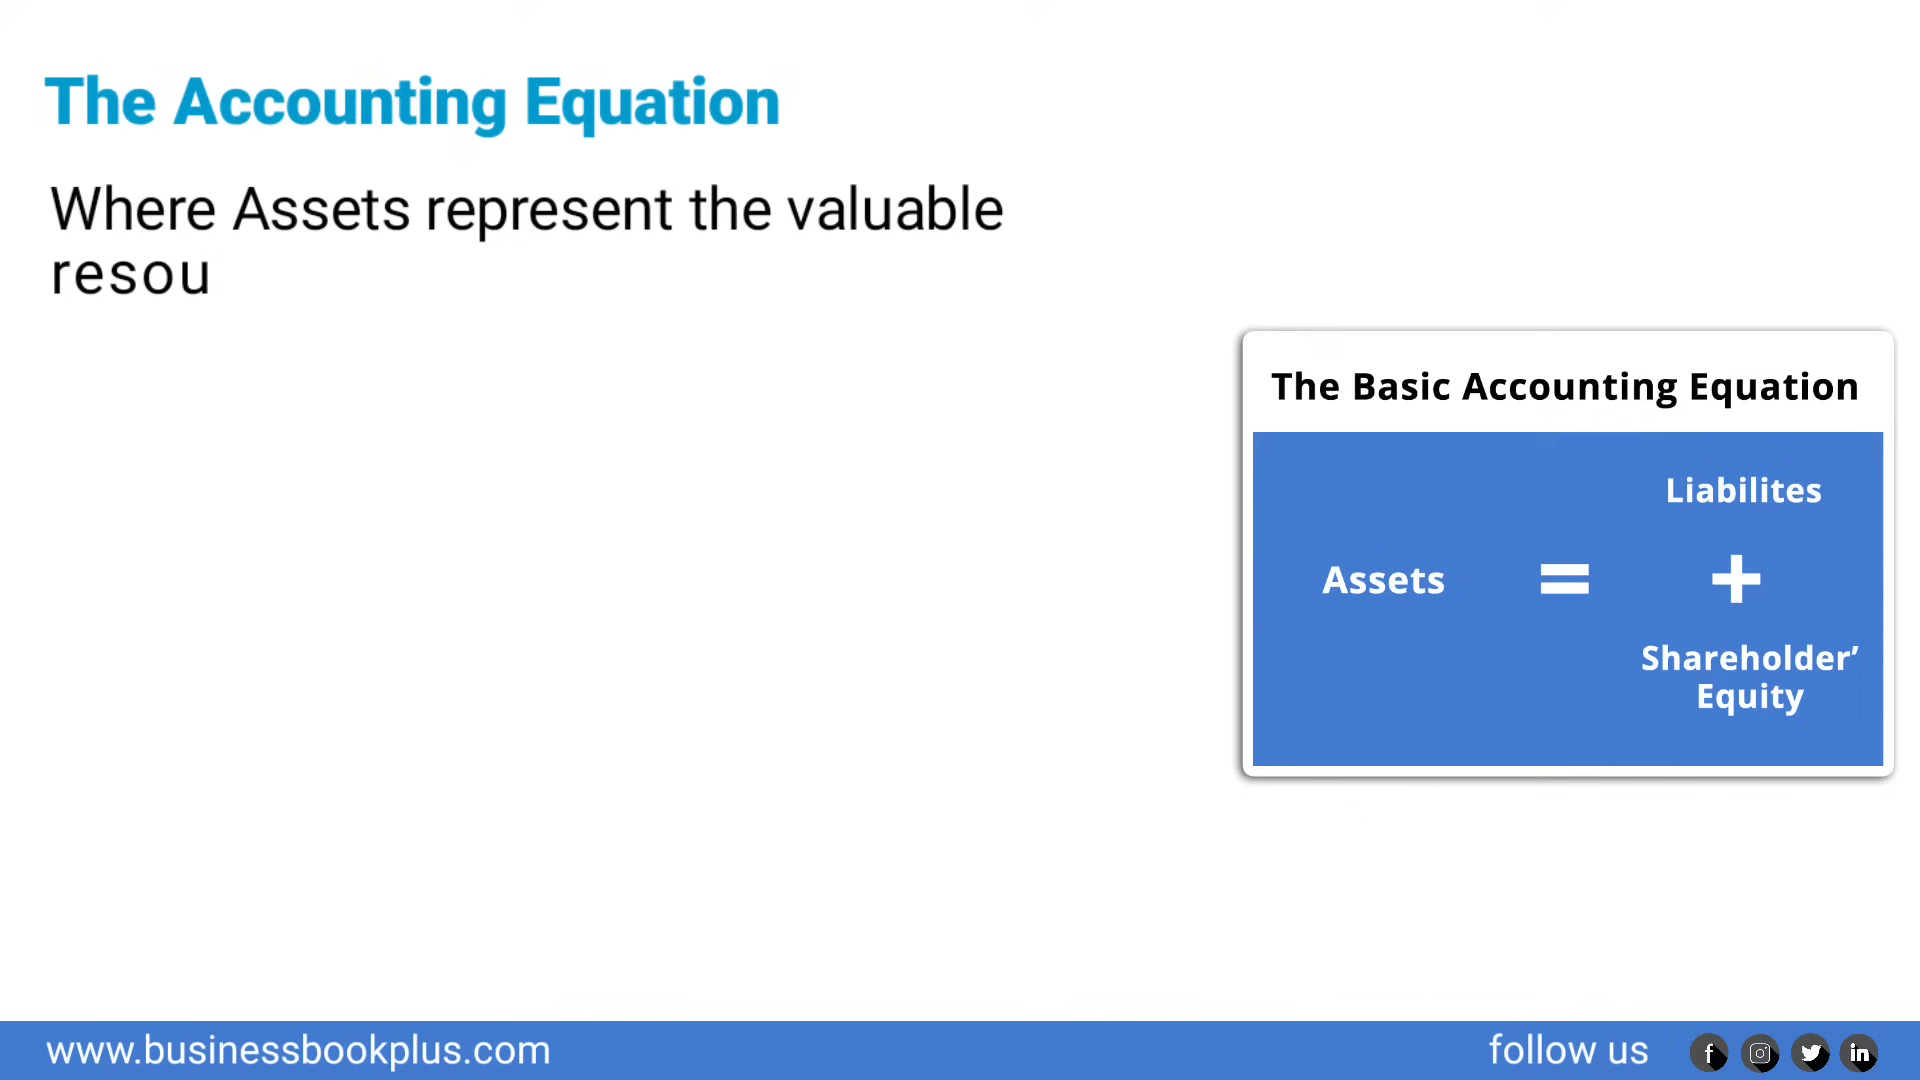 The Accounting Equation
Where Assets represent the valuable
resou
The Basic Accounting Equation
Liabilites
Assets = +
Shareholder’
Equity
www.businessbookplus.com
follow us